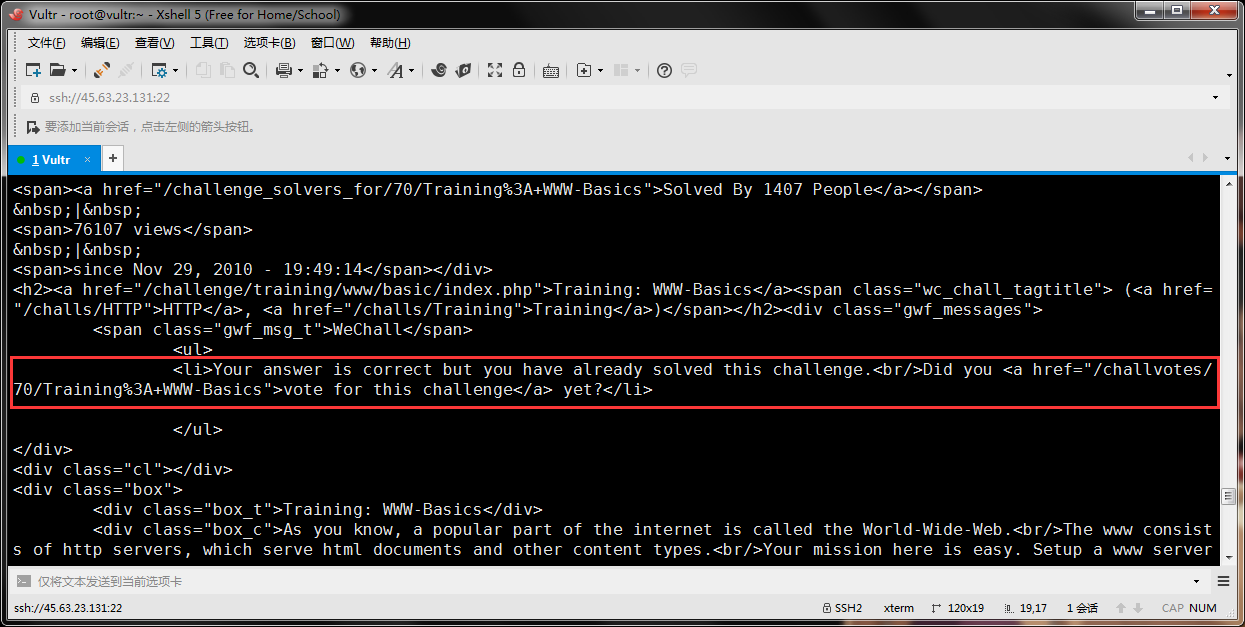 Vultr - root@vultr:~ - Xshell 5 (Free for Home/School)
文件(F) 编辑(E) 查看(V) 工具(T) 选项卡(B) 窗口(W) 帮助(H)
ssh://45.63.23.131:22
要添加当前会话，点击左侧的箭头按钮。
1 Vultr × +
<span><a href="/challenge_solvers_for/70/Training%3A+WWW-Basics">Solved By 1407 People</a></span>
&nbsp;|&nbsp;
<span>76107 views</span>
&nbsp;|&nbsp;
<span>since Nov 29, 2010 - 19:49:14</span></div>
<h2><a href="/challenge/training/www/basic/index.php">Training: WWW-Basics</a><span class="wc_chall_tagtitle"> (<a href=
"/challs/HTTP">HTTP</a>, <a href="/challs/Training">Training</a>)</span></h2><div class="gwf_messages">
        <span class="gwf_msg_t">WeChall</span>
                <ul>
                <li>Your answer is correct but you have already solved this challenge.<br/>Did you <a href="/challvotes/
70/Training%3A+WWW-Basics">vote for this challenge</a> yet?</li>
                </ul>
</div>
<div class="cl"></div>
<div class="box">
        <div class="box_t">Training: WWW-Basics</div>
        <div class="box_c">As you know, a popular part of the internet is called the World-Wide-Web.<br/>The www consist
s of http servers, which serve html documents and other content types.<br/>Your mission here is easy. Setup a www server
仅将文本发送到当前选项卡
ssh://45.63.23.131:22 SSH2 xterm 120x19 19,17 1 会话 CAP NUM